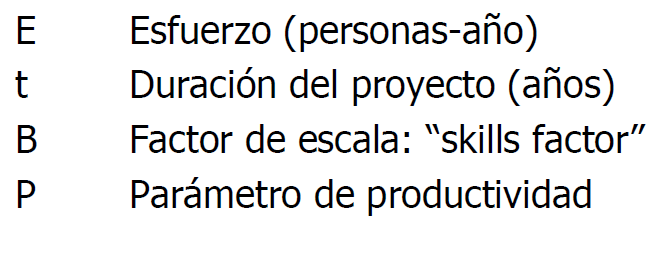 E Esfuerzo (personas-año)
t Duración del proyecto (años)
B Factor de escala: “skills factor”
P Parámetro de productividad